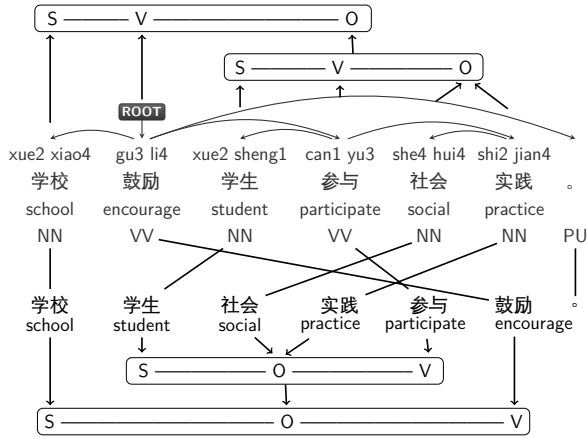 S V O
S V O
ROOT
xue2 xiao4 gu3 li4 xue2 sheng1 can1 yu3 she4 hui4 shi2 jian4
学校 鼓励 学生 参与 社会 实践 。
school encourage student participate social practice
NN VV NN VV NN NN PU
学校 学生 社会 实践 参与 鼓励 。
school student social practice participate encourage
S O V
S O V